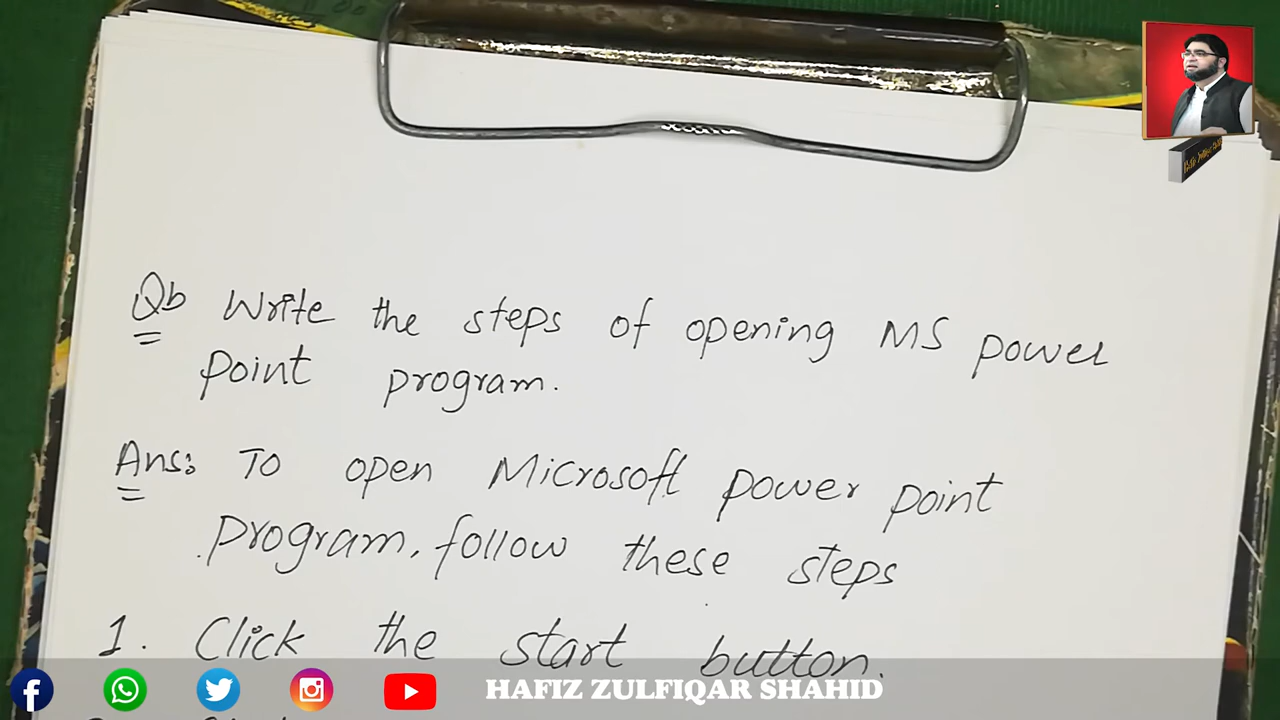 Qb Write the steps of opening MS power
point program.
Ans: To open Microsoft power point
program, follow these steps
1. Click the start button.
HAFIZ ZULFIQAR SHAHID